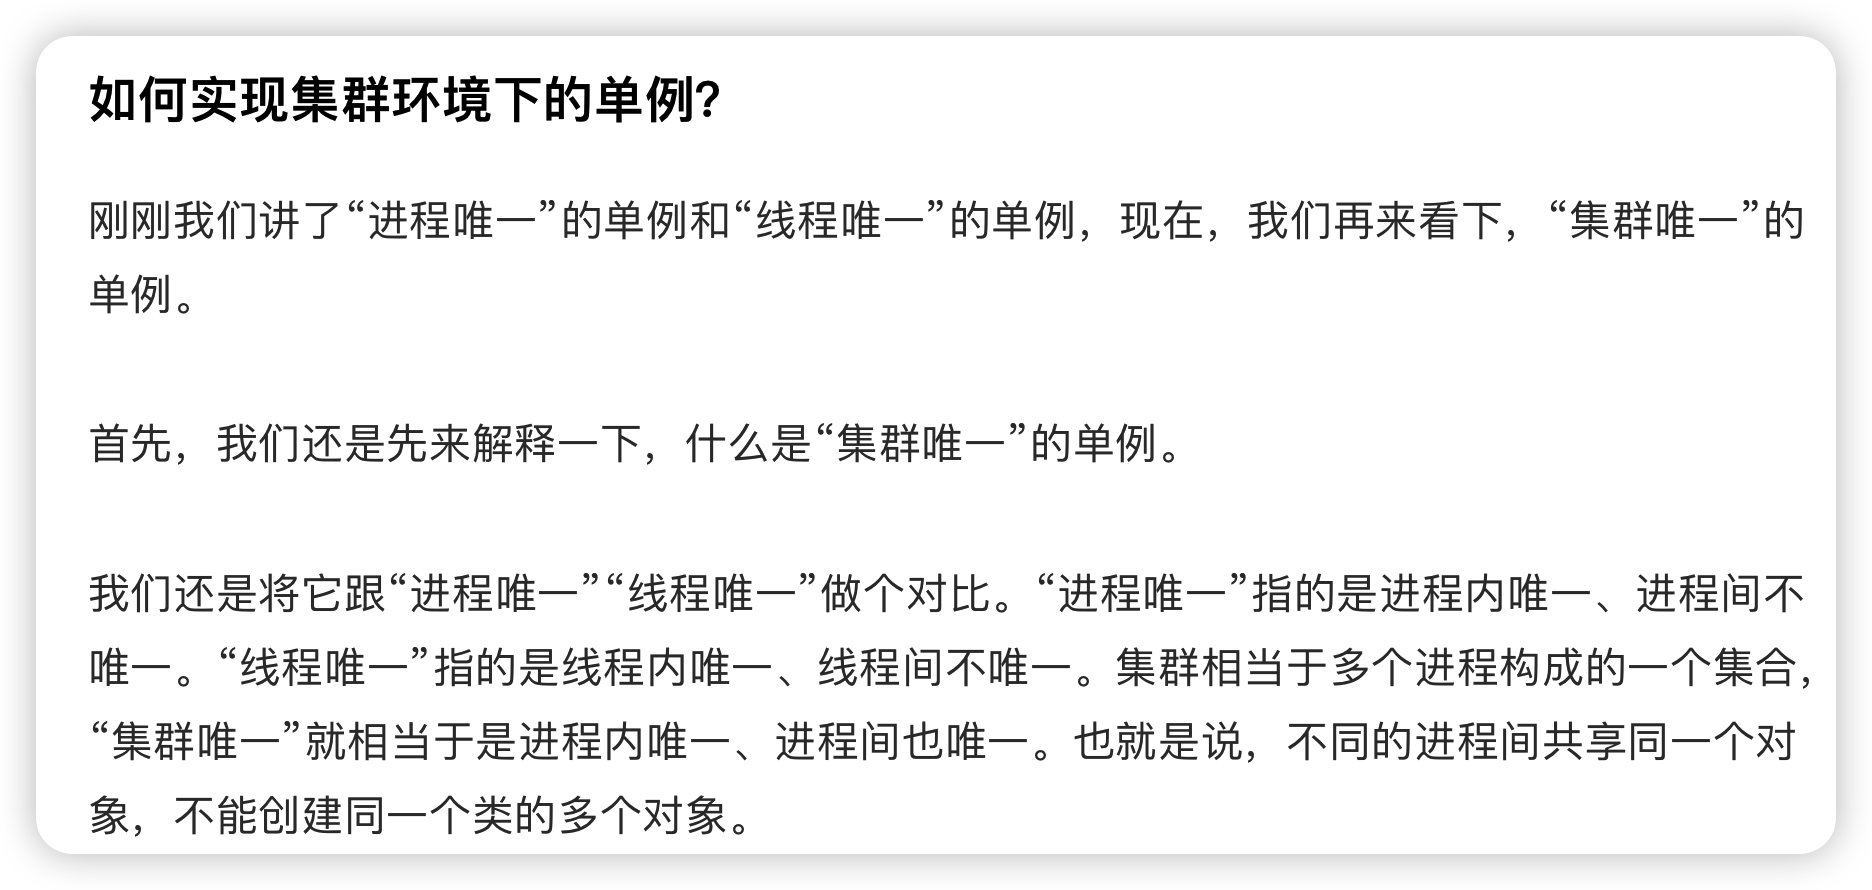 如何实现集群环境下的单例？
刚刚我们讲了“进程唯一”的单例和“线程唯一”的单例，现在，我们再来看下，“集群唯一”的
单例。
首先，我们还是先来解释一下，什么是“集群唯一”的单例。
我们还是将它跟“进程唯一”“线程唯一”做个对比。“进程唯一”指的是进程内唯一、进程间不
唯一。“线程唯一”指的是线程内唯一、线程间不唯一。集群相当于多个进程构成的一个集合，
“集群唯一”就相当于是进程内唯一、进程间也唯一。也就是说，不同的进程间共享同一个对
象，不能创建同一个类的多个对象。